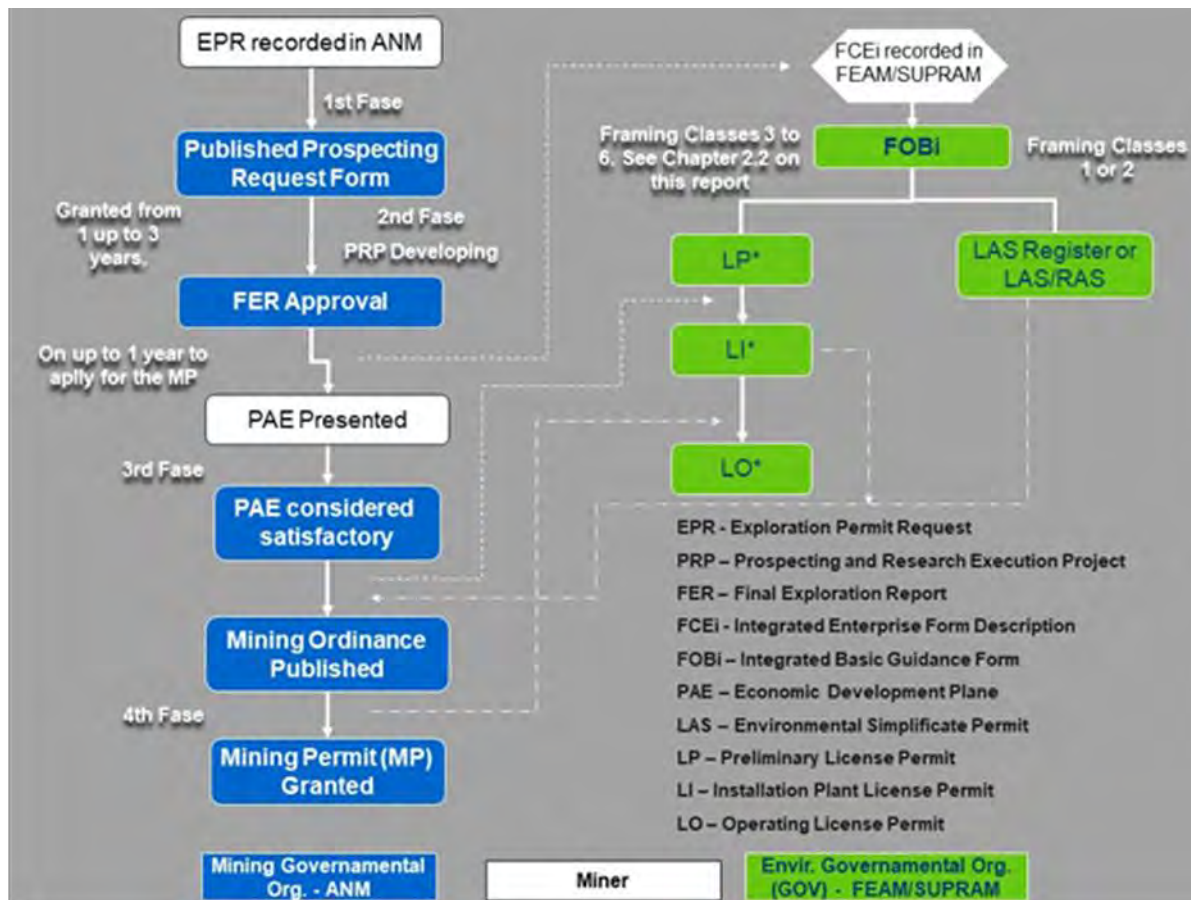 EPR recorded in ANM
1st Fase
Published Prospecting
Request Form
Granted from
1 up to 3
years.
2nd Fase
PRP Developing
FER Approval
On up to 1 year to
aplly for the MP
PAE Presented
3rd Fase
PAE considered
satisfactory
Mining Ordinance
Published
4th Fase
Mining Permit (MP)
Granted
FCEi recorded in
FEAM/SUPRAM
Framing Classes 3 to
6. See Chapter 2.2 on
this report
FOBi
Framing Classes
1 or 2
LP*
LAS Register or
LAS/RAS
LI*
LO*
EPR - Exploration Permit Request
PRP – Prospecting and Research Execution Project
FER – Final Exploration Report
FCEi - Integrated Enterprise Form Description
FOBi – Integrated Basic Guidance Form
PAE – Economic Development Plane
LAS – Environmental Simplificate Permit
LP – Preliminary License Permit
LI – Installation Plant License Permit
LO – Operating License Permit
Mining Governamental
Org. - ANM
Miner
Envir. Governamental Org.
(GOV) - FEAM/SUPRAM